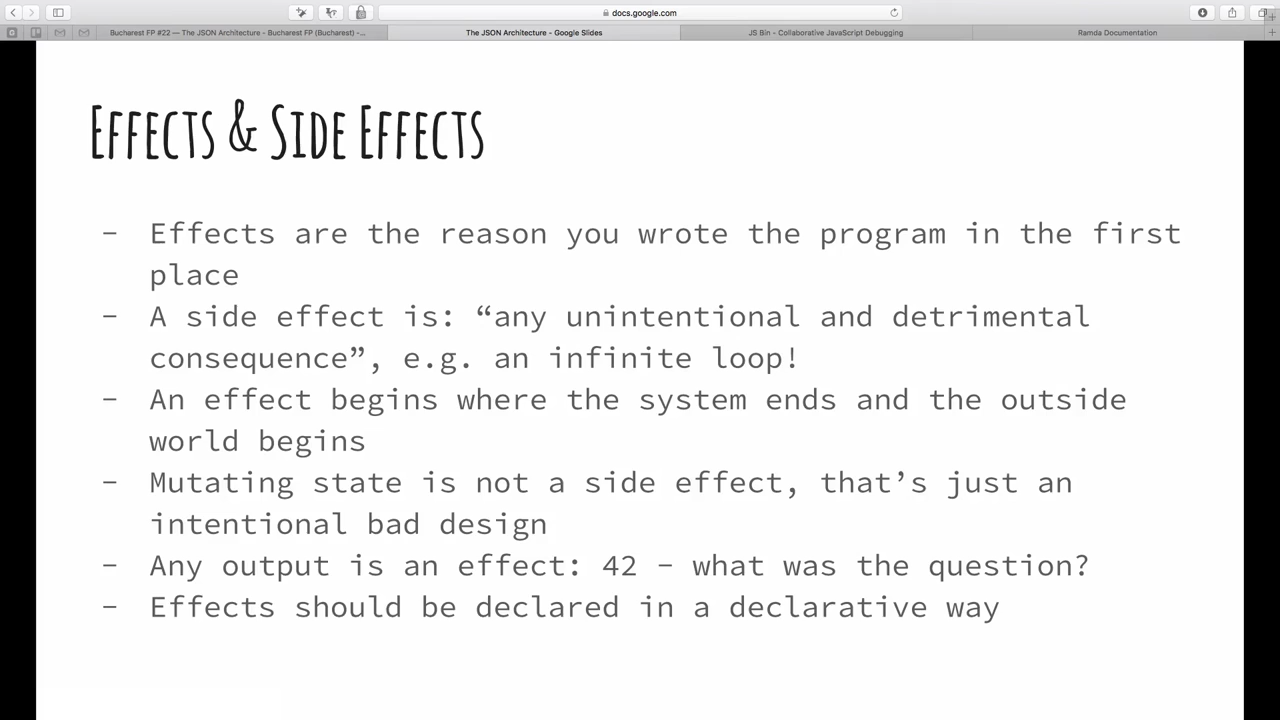 docs.google.com
Bucharest FP #22 — The JSON Architecture - Bucharest FP (Bucharest) -...
The JSON Architecture - Google Slides
JS Bin - Collaborative JavaScript Debugging
Ramda Documentation
EFFECTS & SIDE EFFECTS
- Effects are the reason you wrote the program in the first
place
- A side effect is: “any unintentional and detrimental
consequence”, e.g. an infinite loop!
- An effect begins where the system ends and the outside
world begins
- Mutating state is not a side effect, that’s just an
intentional bad design
- Any output is an effect: 42 - what was the question?
- Effects should be declared in a declarative way